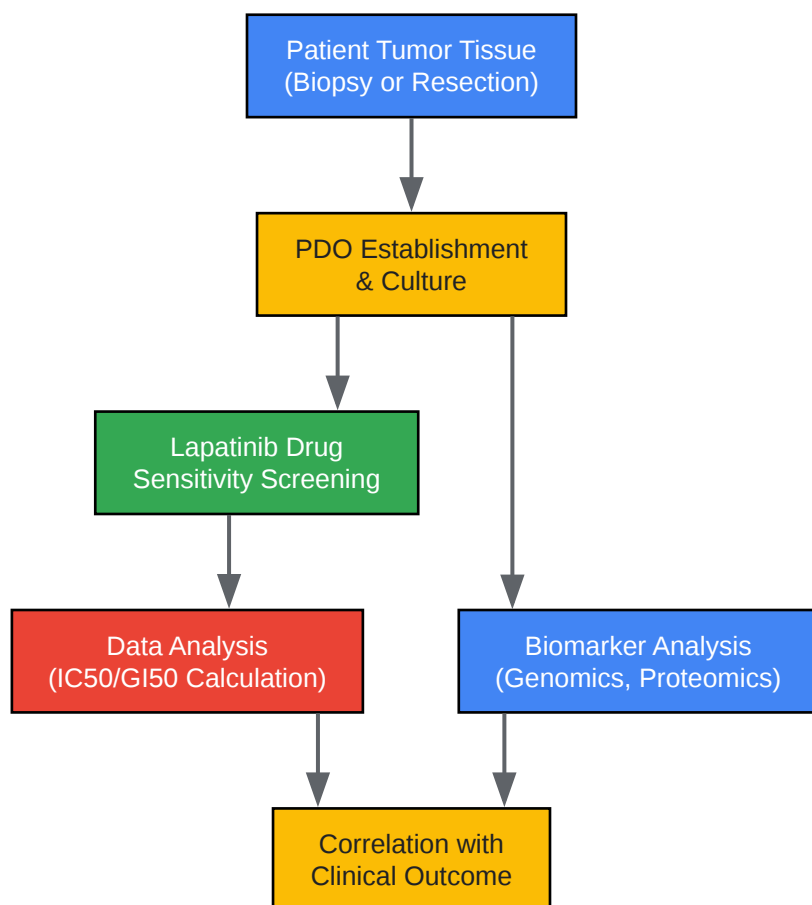 Patient Tumor Tissue
(Biopsy or Resection)
PDO Establishment
& Culture
Lapatinib Drug
Sensitivity Screening
Data Analysis
(IC50/GI50 Calculation)
Biomarker Analysis
(Genomics, Proteomics)
Correlation with
Clinical Outcome